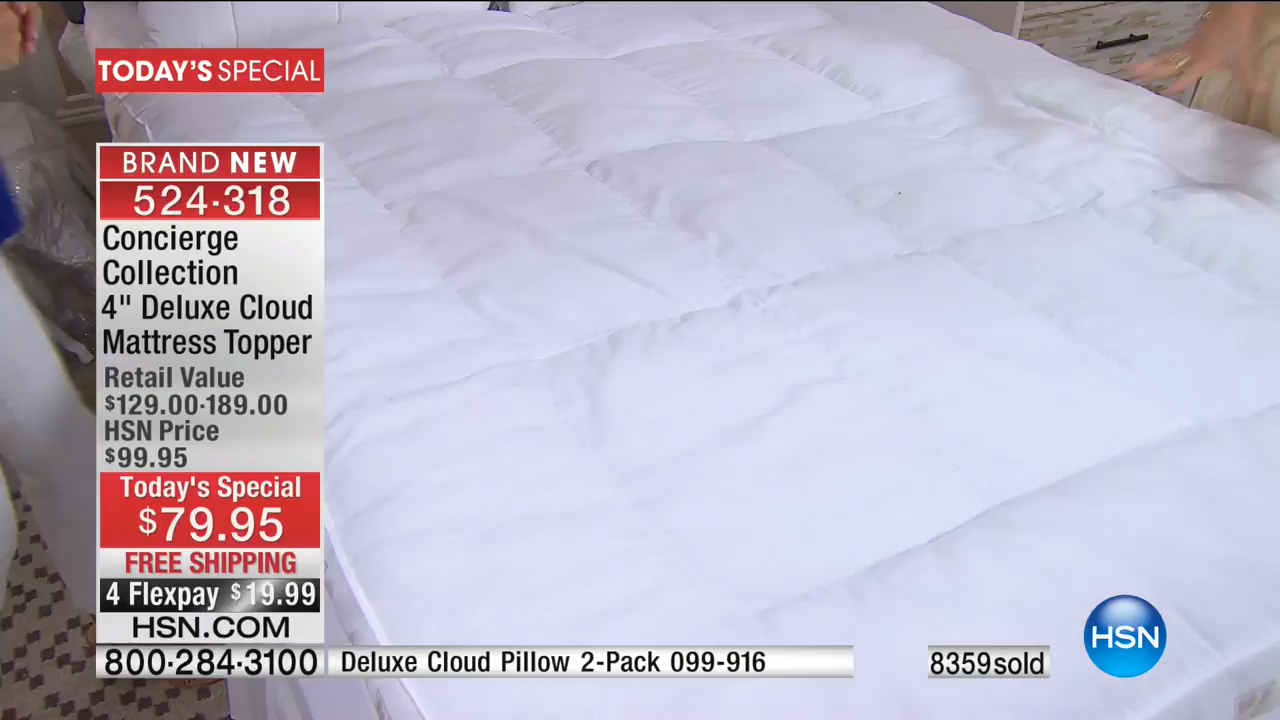 TODAY'S SPECIAL
BRAND NEW
524·318
Concierge
Collection
4" Deluxe Cloud
Mattress Topper
Retail Value
$129.00-189.00
HSN Price
$99.95
Today's Special
$79.95
FREE SHIPPING
4 Flexpay $19.99
HSN.COM
800·284·3100
Deluxe Cloud Pillow 2-Pack 099-916
8359sold
HSN